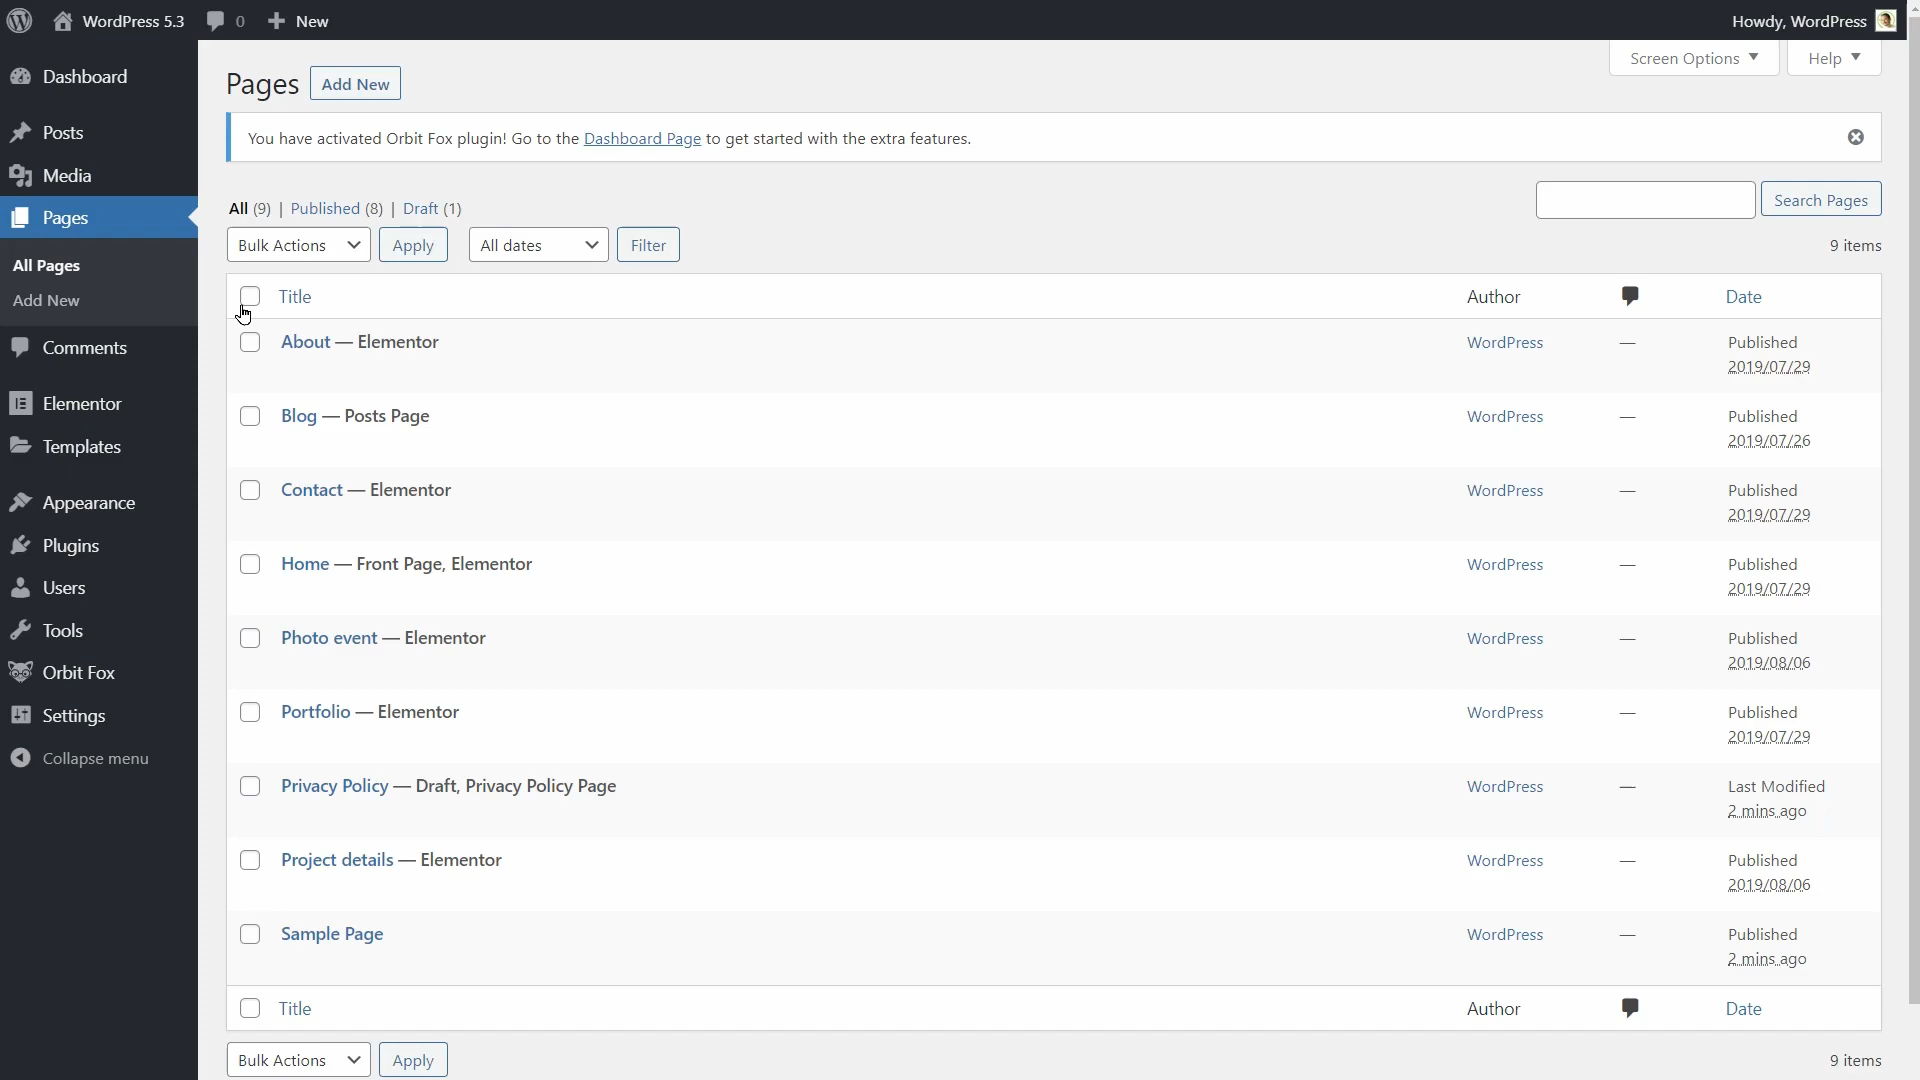 WordPress 5.3 0 New Howdy, WordPress
Screen Options Help
Dashboard
Posts
Media
Pages
All Pages
Add New
Comments
Elementor
Templates
Appearance
Plugins
Users
Tools
Orbit Fox
Settings
Collapse menu
Pages Add New
You have activated Orbit Fox plugin! Go to the Dashboard Page to get started with the extra features.
All (9) | Published (8) | Draft (1) Search Pages
Bulk Actions Apply All dates Filter 9 items
Title Author Date
About — Elementor WordPress — Published
2019/07/29
Blog — Posts Page WordPress — Published
2019/07/26
Contact — Elementor WordPress — Published
2019/07/29
Home — Front Page, Elementor WordPress — Published
2019/07/29
Photo event — Elementor WordPress — Published
2019/08/06
Portfolio — Elementor WordPress — Published
2019/07/29
Privacy Policy — Draft, Privacy Policy Page WordPress — Last Modified
2 mins ago
Project details — Elementor WordPress — Published
2019/08/06
Sample Page WordPress — Published
2 mins ago
Title Author Date
Bulk Actions Apply 9 items